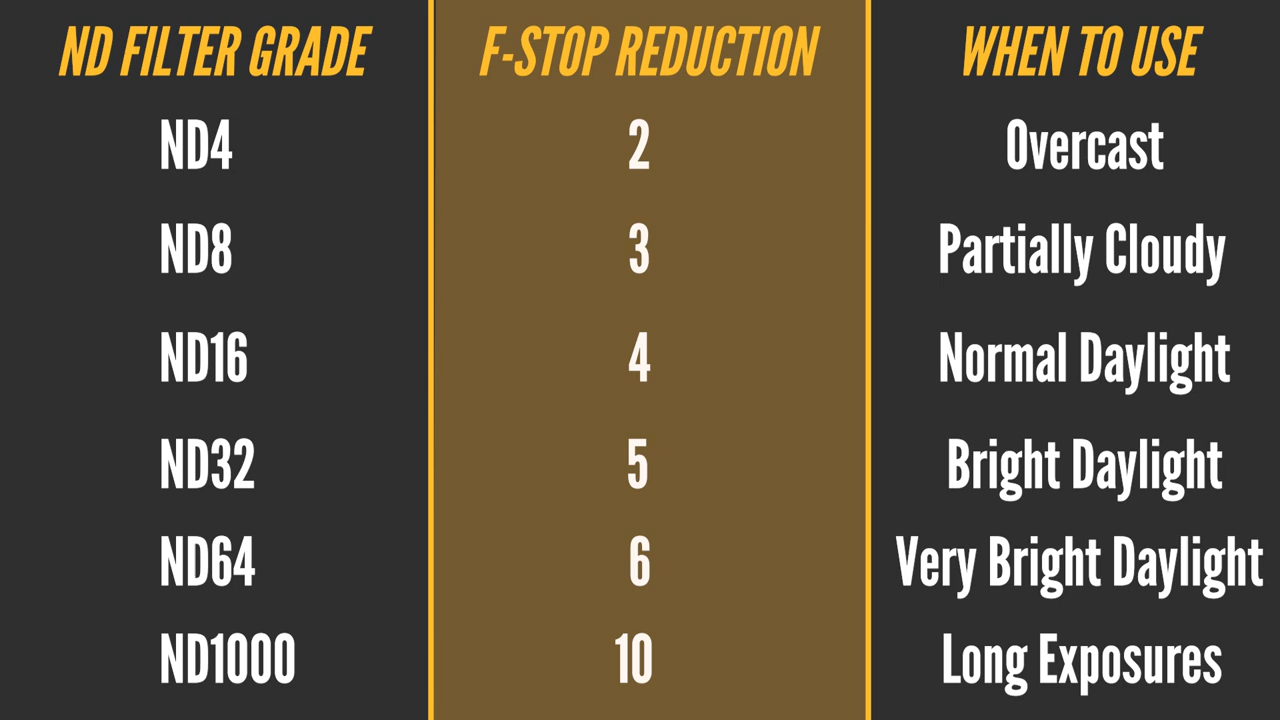 ND FILTER GRADE F-STOP REDUCTION WHEN TO USE
ND4 2 Overcast
ND8 3 Partially Cloudy
ND16 4 Normal Daylight
ND32 5 Bright Daylight
ND64 6 Very Bright Daylight
ND1000 10 Long Exposures